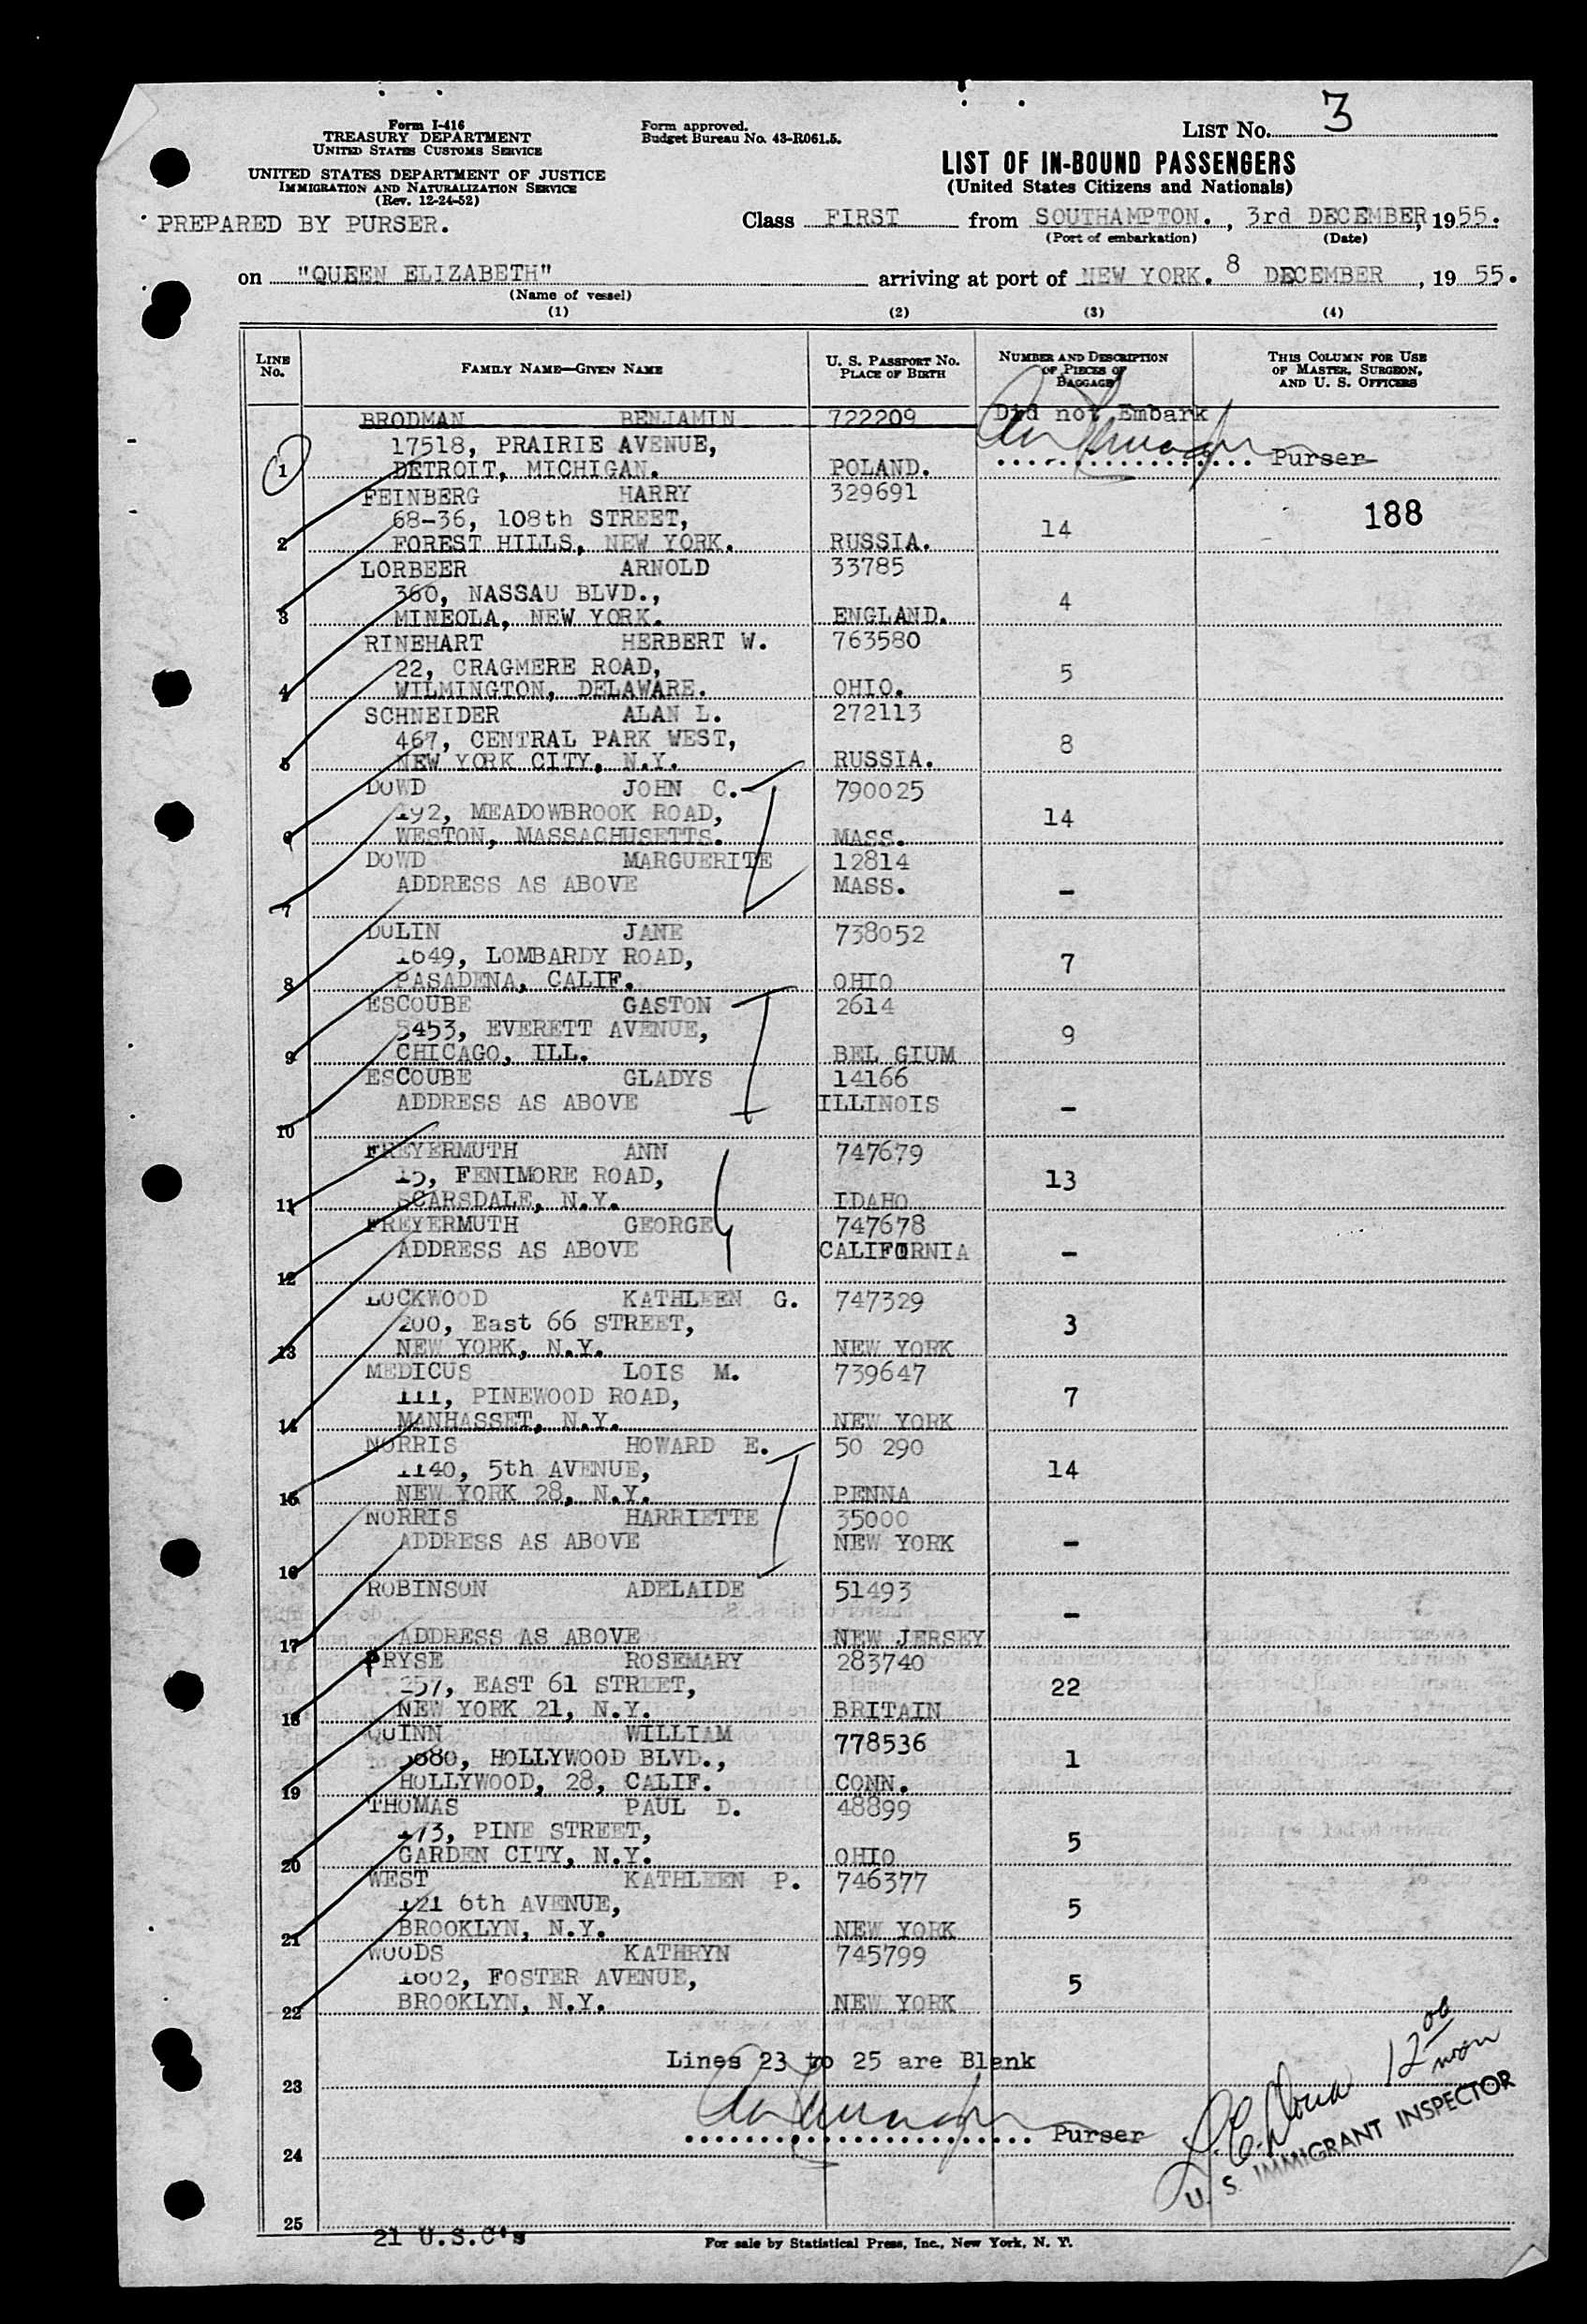 Form I-416
TREASURY DEPARTMENT
UNITED STATES CUSTOMS SERVICE
UNITED STATES DEPARTMENT OF JUSTICE
IMMIGRATION AND NATURALIZATION SERVICE
(Rev. 12-24-52)
Form approved.
Budget Bureau No. 43-R061.5.
LIST No. 3
LIST OF IN-BOUND PASSENGERS
(United States Citizens and Nationals)
PREPARED BY PURSER.
Class FIRST from SOUTHAMPTON. , 3rd DECEMBER, 1955.
(Port of embarkation) (Date)
on "QUEEN ELIZABETH" arriving at port of NEW YORK. 8 DECEMBER , 19 55.
(Name of vessel)
(1) (2) (3) (4)
LINE No. FAMILY NAME—GIVEN NAME U. S. PASSPORT NO. PLACE OF BIRTH NUMBER AND DESCRIPTION OF PIECES OF BAGGAGE THIS COLUMN FOR USE OF MASTER, SURGEON, AND U. S. OFFICERS
BRODMAN BENJAMIN 722209 Did not Embark
17518, PRAIRIE AVENUE,
1 DETROIT, MICHIGAN. POLAND. Purser
FEINBERG HARRY 329691
68-36, 108th STREET, 14 188
2 FOREST HILLS, NEW YORK. RUSSIA.
LORBEER ARNOLD 33785
360, NASSAU BLVD., 4
3 MINEOLA, NEW YORK. ENGLAND.
RINEHART HERBERT W. 763580
22, CRAGMERE ROAD, 5
4 WILMINGTON, DELAWARE. OHIO.
SCHNEIDER ALAN L. 272113
467, CENTRAL PARK WEST, 8
5 NEW YORK CITY, N.Y. RUSSIA.
DOWD JOHN C. 790025
192, MEADOWBROOK ROAD, 14
6 WESTON, MASSACHUSETTS. MASS.
DOWD MARGUERITE 12814
ADDRESS AS ABOVE MASS. –
7
DULIN JANE 738052
1649, LOMBARDY ROAD, 7
8 PASADENA, CALIF. OHIO
ESCOUBE GASTON 2614
5453, EVERETT AVENUE, 9
9 CHICAGO, ILL. BEL GIUM
ESCOUBE GLADYS 14166
ADDRESS AS ABOVE ILLINOIS –
10
FREYERMUTH ANN 747679
15, FENIMORE ROAD, 13
11 SCARSDALE, N.Y. IDAHO
FREYERMUTH GEORGE 747678
ADDRESS AS ABOVE CALIFORNIA –
12
LOCKWOOD KATHLEEN G. 747329
200, East 66 STREET, 3
13 NEW YORK, N.Y. NEW YORK
MEDICUS LOIS M. 739647
111, PINEWOOD ROAD, 7
14 MANHASSET, N.Y. NEW YORK
NORRIS HOWARD E. 50 290
1140, 5th AVENUE, 14
15 NEW YORK 28, N.Y. PENNA
NORRIS HARRIETTE 35000
ADDRESS AS ABOVE NEW YORK –
16
ROBINSON ADELAIDE 51493
–
17 ADDRESS AS ABOVE NEW JERSEY
PRYSE ROSEMARY 283740
257, EAST 61 STREET, 22
18 NEW YORK 21, N.Y. BRITAIN
QUINN WILLIAM 778536
HOLLYWOOD BLVD., 1
19 HOLLYWOOD, 28, CALIF. CONN.
THOMAS PAUL D. 48899
173, PINE STREET, 5
20 GARDEN CITY, N.Y. OHIO
WEST KATHLEEN P. 746377
121 6th AVENUE, 5
21 BROOKLYN, N.Y. NEW YORK
WOODS KATHRYN 745799
1602, FOSTER AVENUE, 5
22 BROOKLYN, N.Y. NEW YORK
Lines 23 to 25 are Blank
23
Purser
12 00 noon
U. S. IMMIGRANT INSPECTOR
24
25
21 U.S.C's
For sale by Statistical Press, Inc., New York, N. Y.